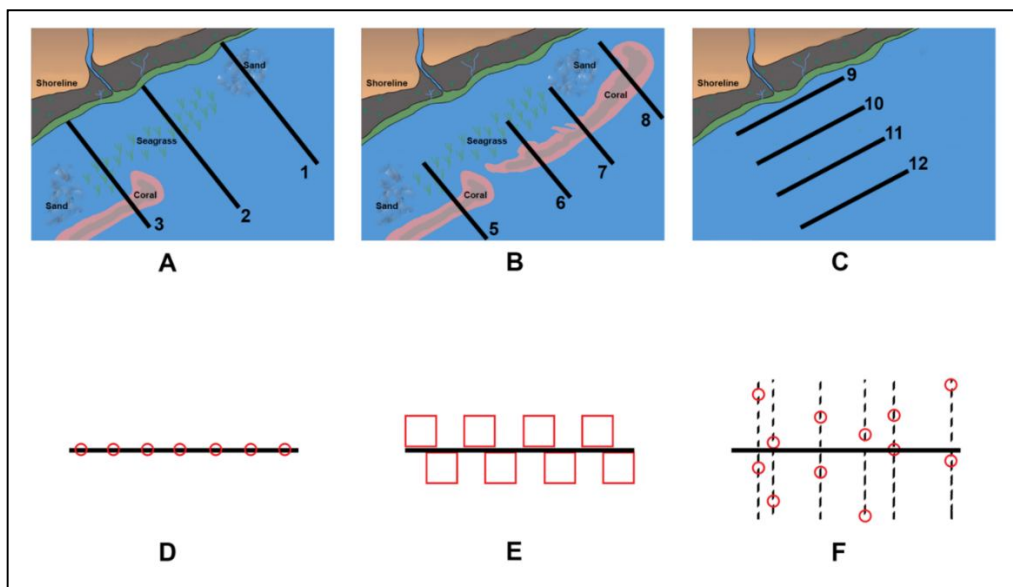 Shoreline
Sand
Seagrass
Coral
Sand
1
2
3
A
Shoreline
Sand
Coral
Seagrass
Coral
Sand
5
6
7
8
B
Shoreline
9
10
11
12
C
D
E
F